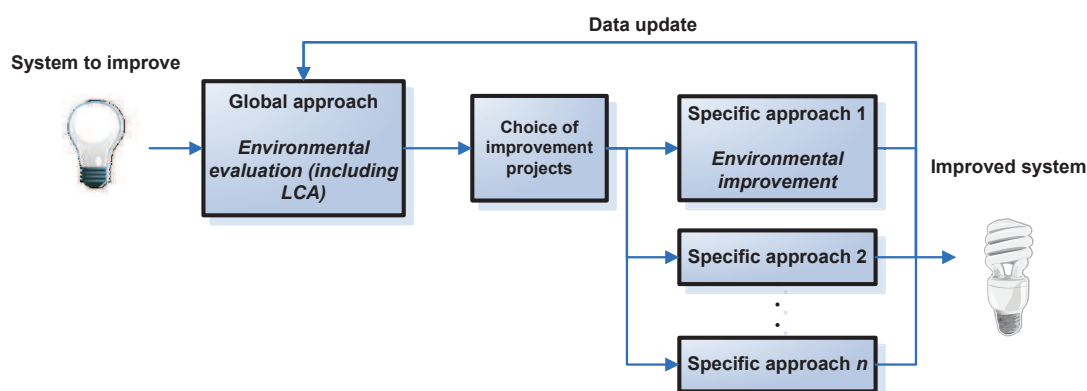 Data update
System to improve
Global approach
Environmental
evaluation (including
LCA)
Choice of
improvement
projects
Specific approach 1
Environmental
improvement
Improved system
Specific approach 2
Specific approach n